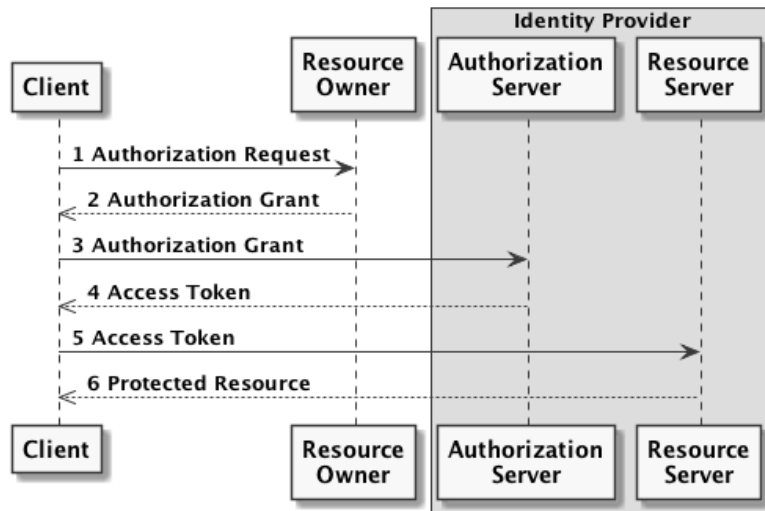 Identity Provider
Client
Resource
Owner
Authorization
Server
Resource
Server
1 Authorization Request
2 Authorization Grant
3 Authorization Grant
4 Access Token
5 Access Token
6 Protected Resource
Client
Resource
Owner
Authorization
Server
Resource
Server